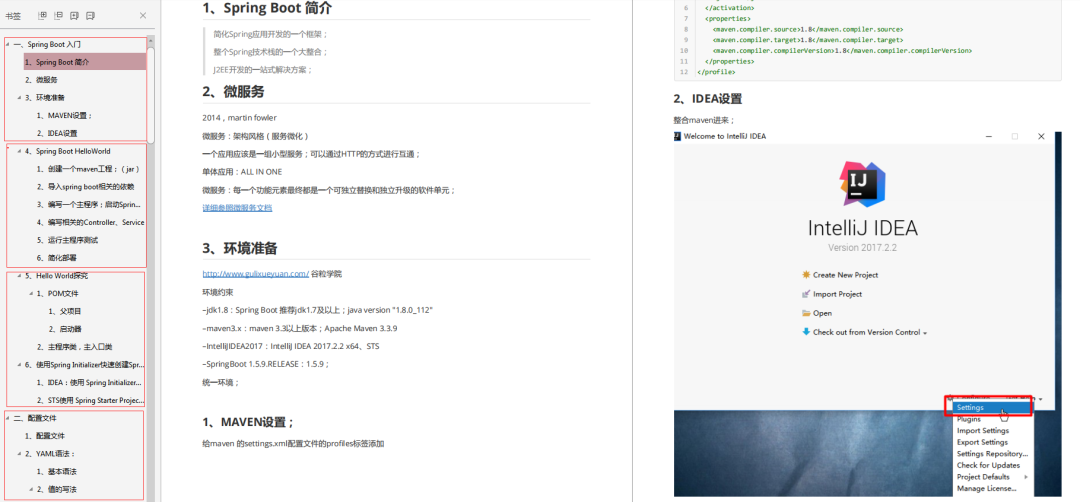 书签
一、Spring Boot 入门
1、Spring Boot 简介
2、微服务
3、环境准备
1、MAVEN设置；
2、IDEA设置
4、Spring Boot HelloWorld
1、创建一个maven工程；（jar）
2、导入spring boot相关的依赖
3、编写一个主程序；启动Sprin...
4、编写相关的Controller、Service
5、运行主程序测试
6、简化部署
5、Hello World探究
1、POM文件
1、父项目
2、启动器
2、主程序类，主入口类
6、使用Spring Initializer快速创建Spr...
1、IDEA：使用 Spring Initializer...
2、STS使用 Spring Starter Projec...
二、配置文件
1、配置文件
2、YAML语法：
1、基本语法
2、值的写法
1、Spring Boot 简介
简化Spring应用开发的一个框架；
整个Spring技术栈的一个大整合；
J2EE开发的一站式解决方案；
2、微服务
2014，martin fowler
微服务：架构风格（服务微化）
一个应用应该是一组小型服务；可以通过HTTP的方式进行互通；
单体应用：ALL IN ONE
微服务：每一个功能元素最终都是一个可独立替换和独立升级的软件单元；
详细参照微服务文档
3、环境准备
http://www.gulixueyuan.com/ 谷粒学院
环境约束
–jdk1.8：Spring Boot 推荐jdk1.7及以上；java version "1.8.0_112"
–maven3.x：maven 3.3以上版本；Apache Maven 3.3.9
–IntelliJIDEA2017：IntelliJ IDEA 2017.2.2 x64、STS
–SpringBoot 1.5.9.RELEASE：1.5.9；
统一环境；
1、MAVEN设置；
给maven 的settings.xml配置文件的profiles标签添加
6 </activation>
7 <properties>
8 <maven.compiler.source>1.8</maven.compiler.source>
9 <maven.compiler.target>1.8</maven.compiler.target>
10 <maven.compiler.compilerVersion>1.8</maven.compiler.compilerVersion>
11 </properties>
12 </profile>
2、IDEA设置
整合maven进来；
Welcome to IntelliJ IDEA
IJ
IntelliJ IDEA
Version 2017.2.2
Create New Project
Import Project
Open
Check out from Version Control
Settings
Plugins
Import Settings
Export Settings
Settings Repository...
Check for Updates
Project Defaults
Manage License...